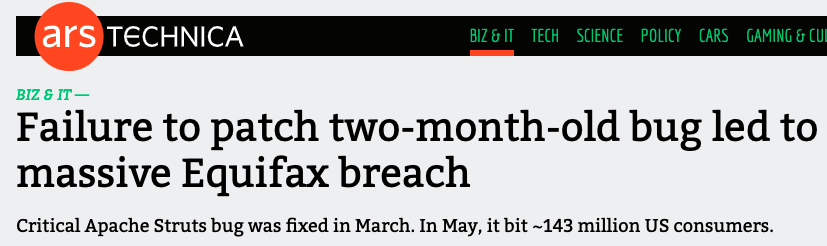 ars TECHNICA
BIZ & IT TECH SCIENCE POLICY CARS GAMING &
BIZ & IT —
Failure to patch two-month-old bug led to
massive Equifax breach
Critical Apache Struts bug was fixed in March. In May, it bit ~143 million US consumers.